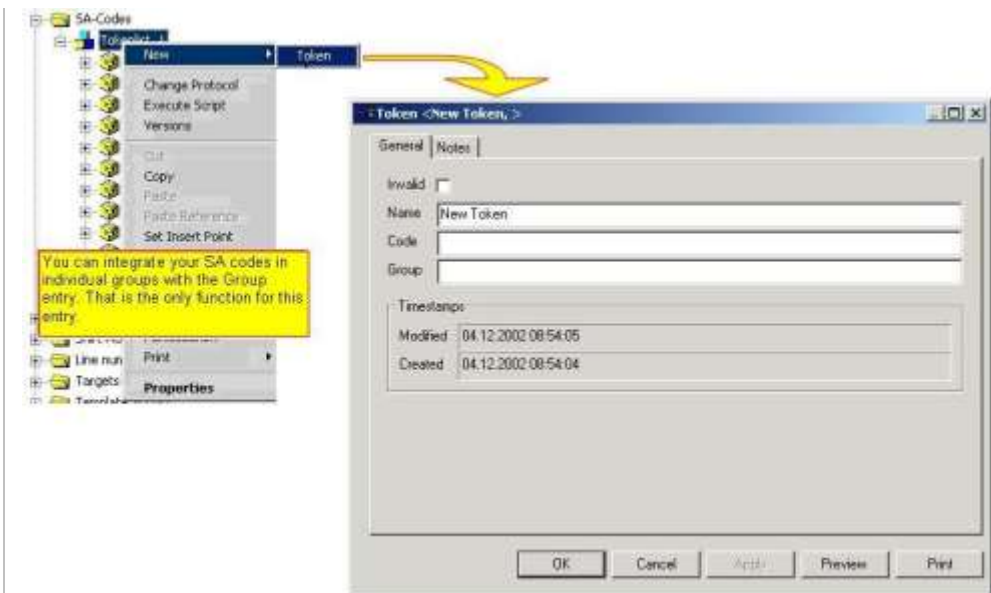 SA-Codes
New
Token
Change Protocol
Execute Script
Versions
Cut
Copy
Paste
Paste Reference
Set Insert Point
You can integrate your SA codes in
individual groups with the Group
entry. That is the only function for this
entry.
Line num
Print
Targets
Properties
Template
Token <New Token, >
General
Notes
Invalid
Name
New Token
Code
Group
Timestamps
Modified
04.12.2002 08:54:05
Created
04.12.2002 08:54:04
OK
Cancel
Apply
Preview
Print